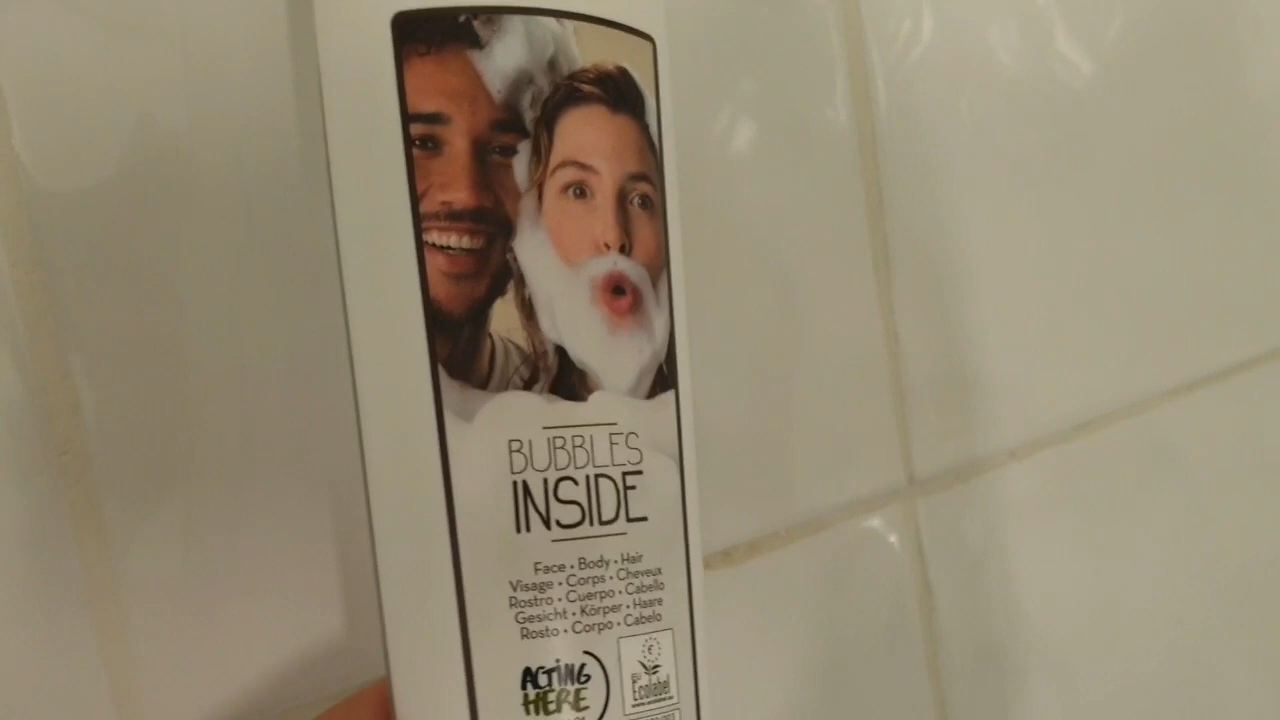 BUBBLES
INSIDE
Face • Body • Hair
Visage • Corps • Cheveux
Rostro • Cuerpo • Cabello
Gesicht • Körper • Haare
Rosto • Corpo • Cabelo
ACTING
HERE
EU
Ecolabel